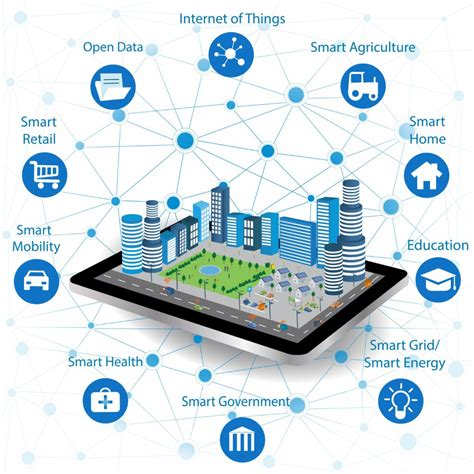 Internet of Things
Open Data
Smart Agriculture
Smart
Retail
Smart
Home
Smart
Mobility
Education
Smart Health
Smart Grid/
Smart Energy
Smart Government